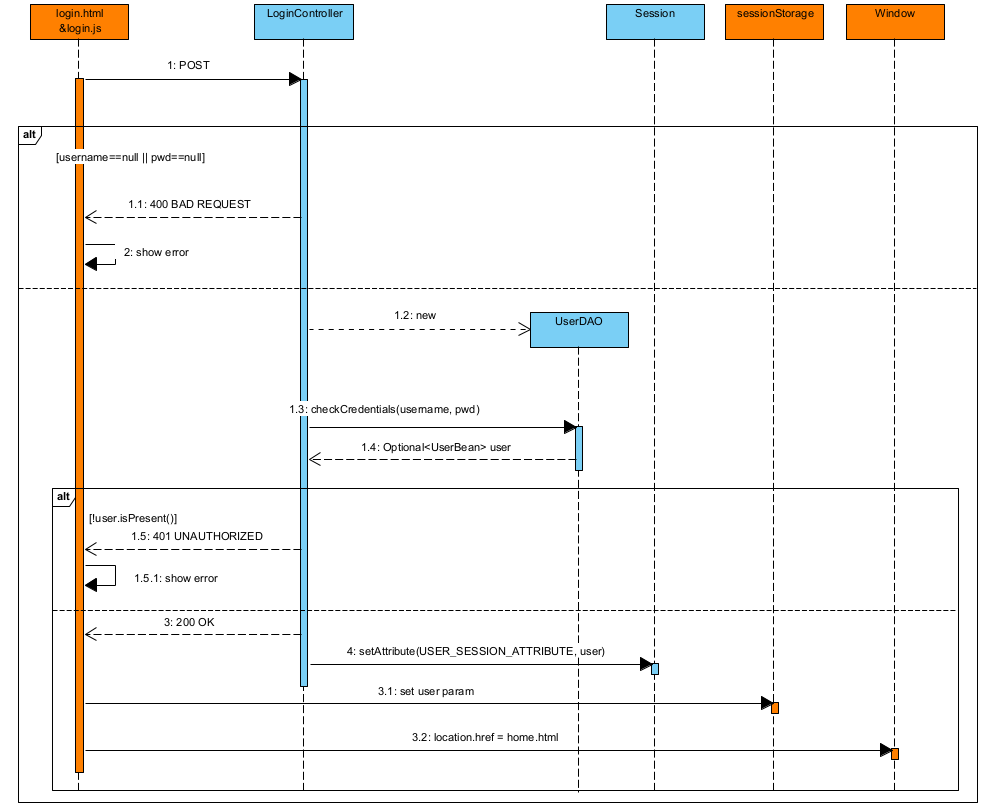 login.html
&login.js
LoginController
Session
sessionStorage
Window
1: POST
alt
[username==null || pwd==null]
1.1: 400 BAD REQUEST
2: show error
1.2: new
UserDAO
1.3: checkCredentials(username, pwd)
1.4: Optional<UserBean> user
alt
[!user.isPresent()]
1.5: 401 UNAUTHORIZED
1.5.1: show error
3: 200 OK
4: setAttribute(USER_SESSION_ATTRIBUTE, user)
3.1: set user param
3.2: location.href = home.html